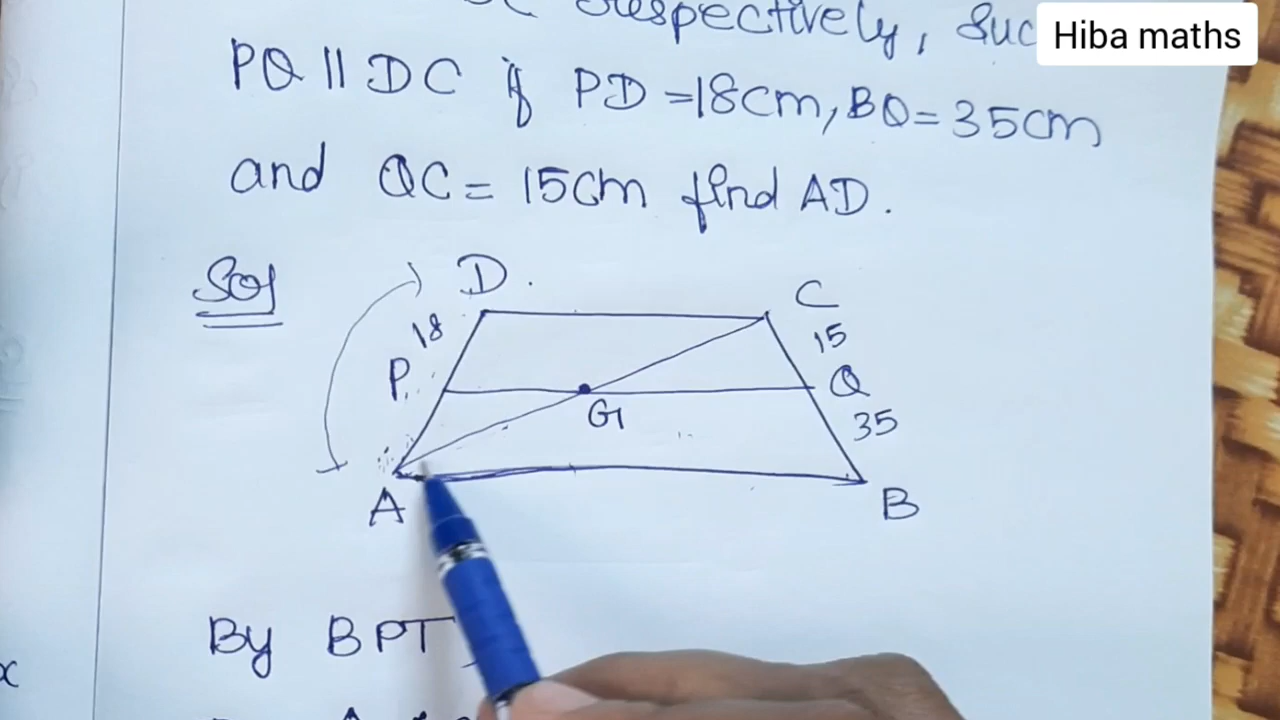 respectively, Suc
Hiba maths
PQ || DC if PD =18cm, BQ = 35cm
and QC = 15cm find AD.
Sol
D.
C
18
15
P.
Q
G
35
A
B
By BPT,
x